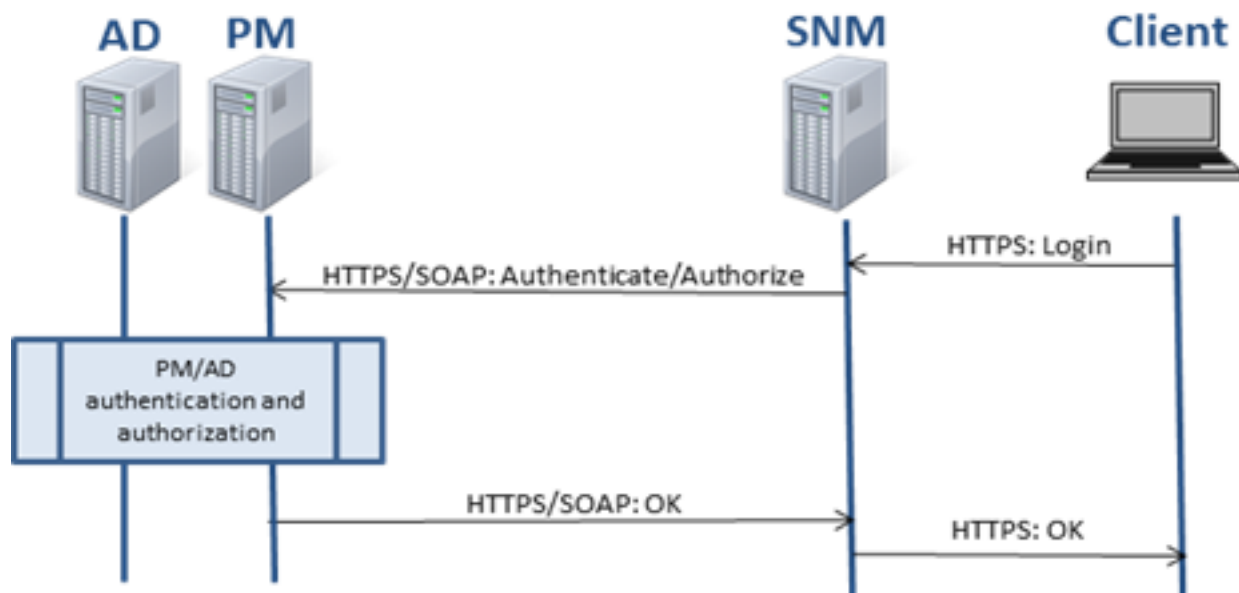 AD
PM
SNM
Client
HTTPS: Login
HTTPS/SOAP: Authenticate/Authorize
PM/AD
authentication and
authorization
HTTPS/SOAP: OK
HTTPS: OK